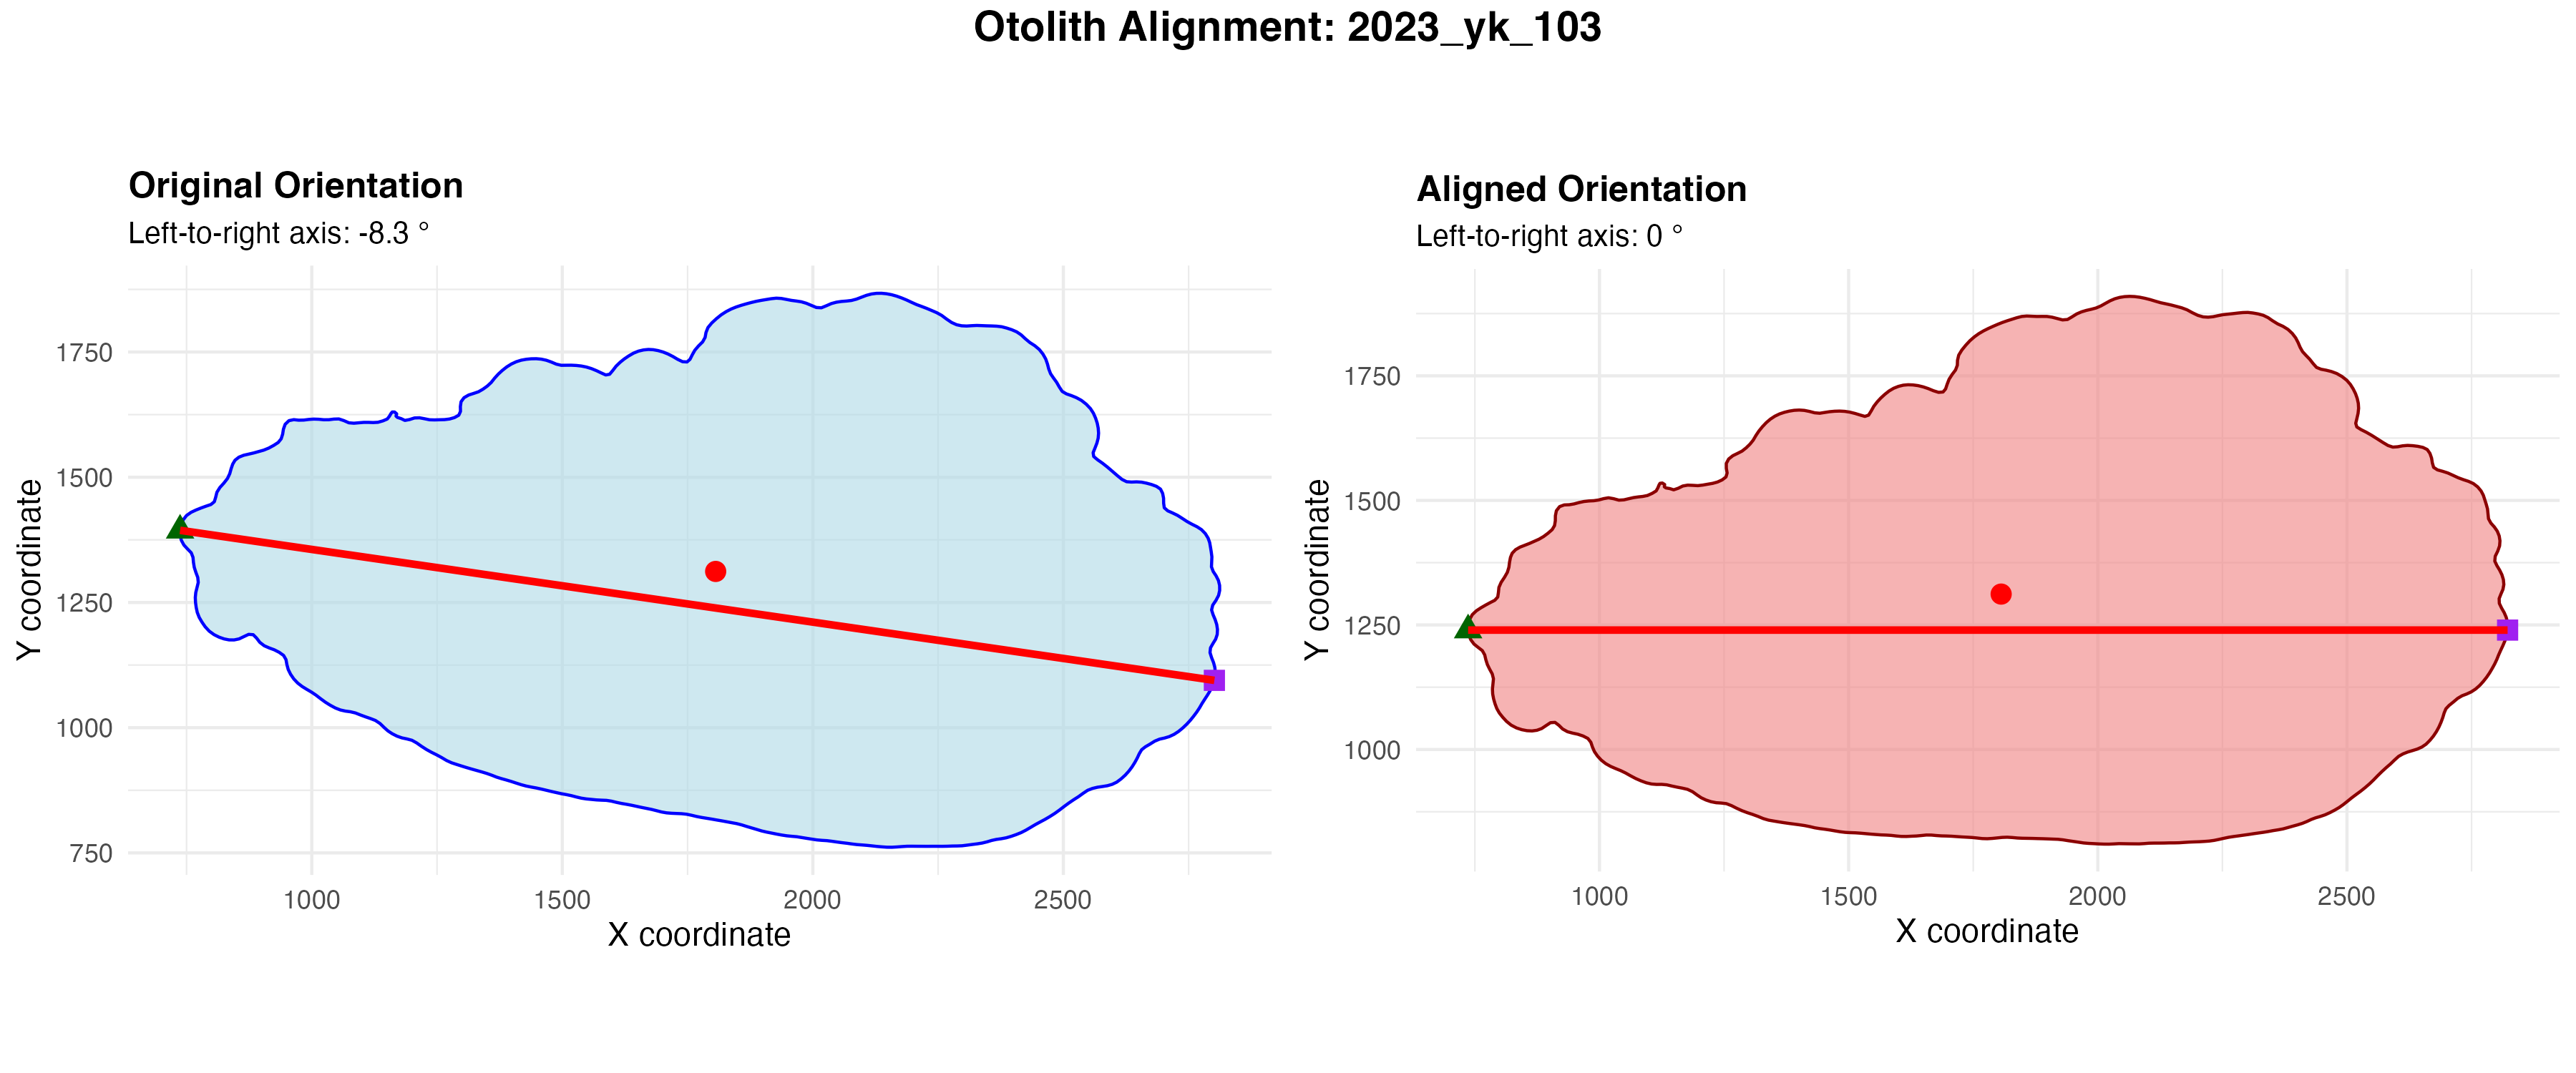 Otolith Alignment: 2023_yk_103
Original Orientation
Left-to-right axis: -8.3 °
1750
1500
1250
1000
750
Y coordinate
1000 1500 2000 2500
X coordinate
Aligned Orientation
Left-to-right axis: 0 °
1750
1500
1250
1000
Y coordinate
1000 1500 2000 2500
X coordinate